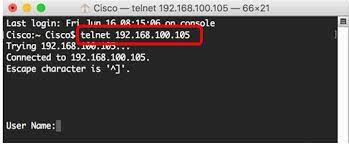 Cisco — telnet 192.168.100.105 — 66×21
Last login: Fri Jun 16 08:15:06 on console
Cisco:~ Cisco$ telnet 192.168.100.105
Trying 192.168.100.105...
Connected to 192.168.100.105.
Escape character is '^]'.
User Name: